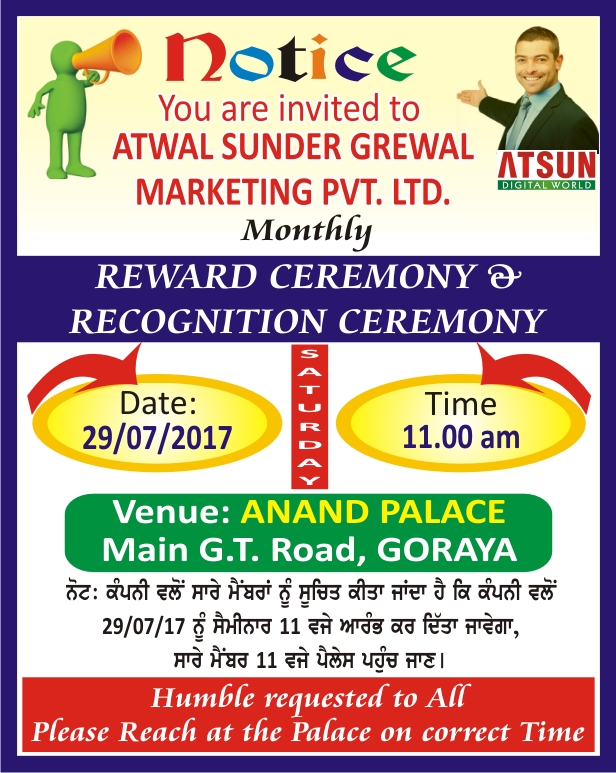 Notice
You are invited to
ATWAL SUNDER GREWAL
MARKETING PVT. LTD.
ATSUN
DIGITAL WORLD
Monthly
REWARD CEREMONY &
RECOGNITION CEREMONY
Date:
29/07/2017
SATURDAY
Time
11.00 am
Venue: ANAND PALACE
Main G.T. Road, GORAYA
ਨੋਟ: ਕੰਪਨੀ ਵਲੋਂ ਸਾਰੇ ਮੈਂਬਰਾਂ ਨੂੰ ਸੂਚਿਤ ਕੀਤਾ ਜਾਂਦਾ ਹੈ ਕਿ ਕੰਪਨੀ ਵਲੋਂ
29/07/17 ਨੂੰ ਸੈਮੀਨਾਰ 11 ਵਜੇ ਆਰੰਭ ਕਰ ਦਿੱਤਾ ਜਾਵੇਗਾ,
ਸਾਰੇ ਮੈਂਬਰ 11 ਵਜੇ ਪੈਲੇਸ ਪਹੁੰਚ ਜਾਣ।
Humble requested to All
Please Reach at the Palace on correct Time